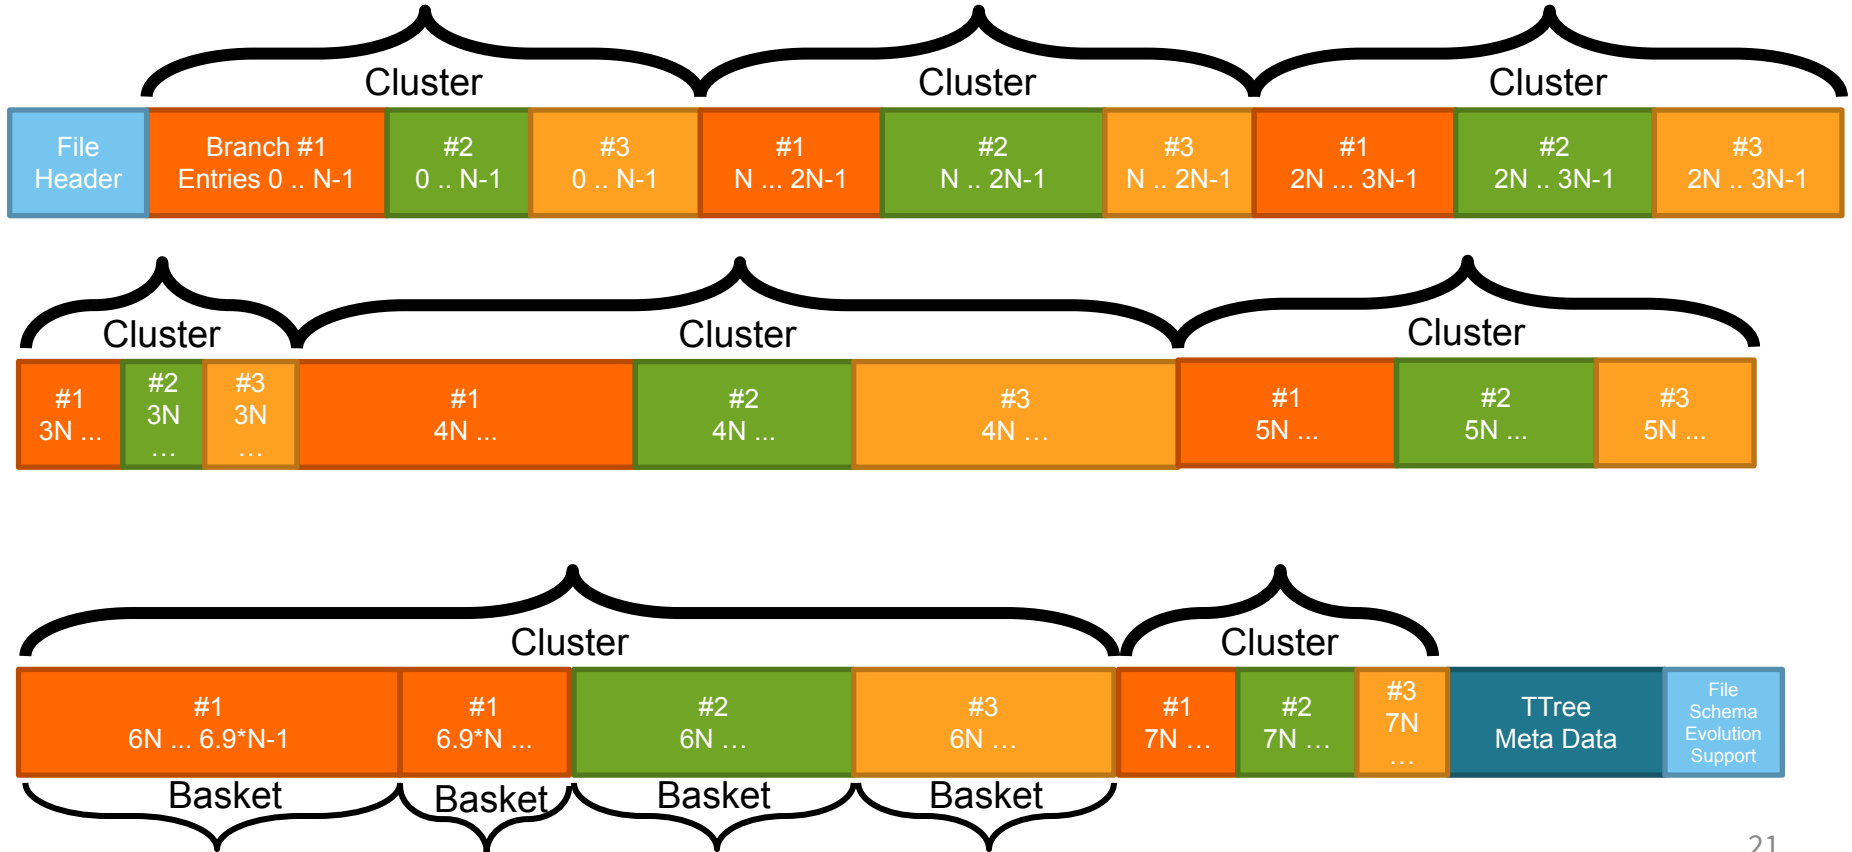 Cluster
Cluster
Cluster
File
Header
Branch #1
Entries 0 .. N-1
#2
0 .. N-1
#3
0 .. N-1
#1
N ... 2N-1
#2
N .. 2N-1
#3
N .. 2N-1
#1
2N ... 3N-1
#2
2N .. 3N-1
#3
2N .. 3N-1
Cluster
Cluster
Cluster
#1
3N ...
#2
3N
...
#3
3N
...
#1
4N ...
#2
4N ...
#3
4N ...
#1
5N ...
#2
5N ...
#3
5N ...
Cluster
Cluster
#1
6N ... 6.9*N-1
#1
6.9*N ...
#2
6N ...
#3
6N ...
#1
7N ...
#2
7N ...
#3
7N
...
TTree
Meta Data
File
Schema
Evolution
Support
Basket
Basket
Basket
Basket
21